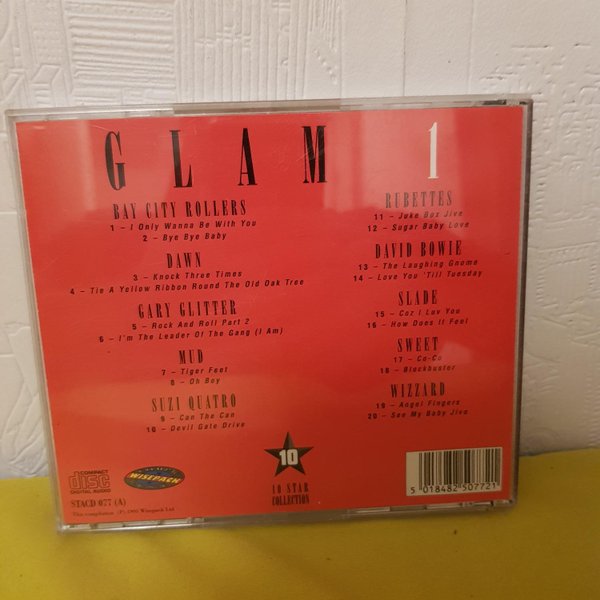 GLAM 1
BAY CITY ROLLERS
1 - I Only Wanna Be With You
2 - Bye Bye Baby
DAWN
3 - Knock Three Times
4 - Tie A Yellow Ribbon Round The Old Oak Tree
GARY GLITTER
5 - Rock And Roll Part 2
6 - I'm The Leader Of The Gang (I Am)
MUD
7 - Tiger Feet
8 - Oh Boy
SUZI QUATRO
9 - Can The Can
10 - Devil Gate Drive
RUBETTES
11 - Juke Box Jive
12 - Sugar Baby Love
DAVID BOWIE
13 - The Laughing Gnome
14 - Love You 'Till Tuesday
SLADE
15 - Coz I Luv You
16 - How Does It Feel
SWEET
17 - Co-Co
18 - Blockbuster
WIZZARD
19 - Angel Fingers
20 - See My Baby Jive
COMPACT
disc
DIGITAL AUDIO
WISEPACK
10
10 STAR
COLLECTION
5 018482 507721
STACD 077 (A)
This compilation (P) Wisepack Ltd